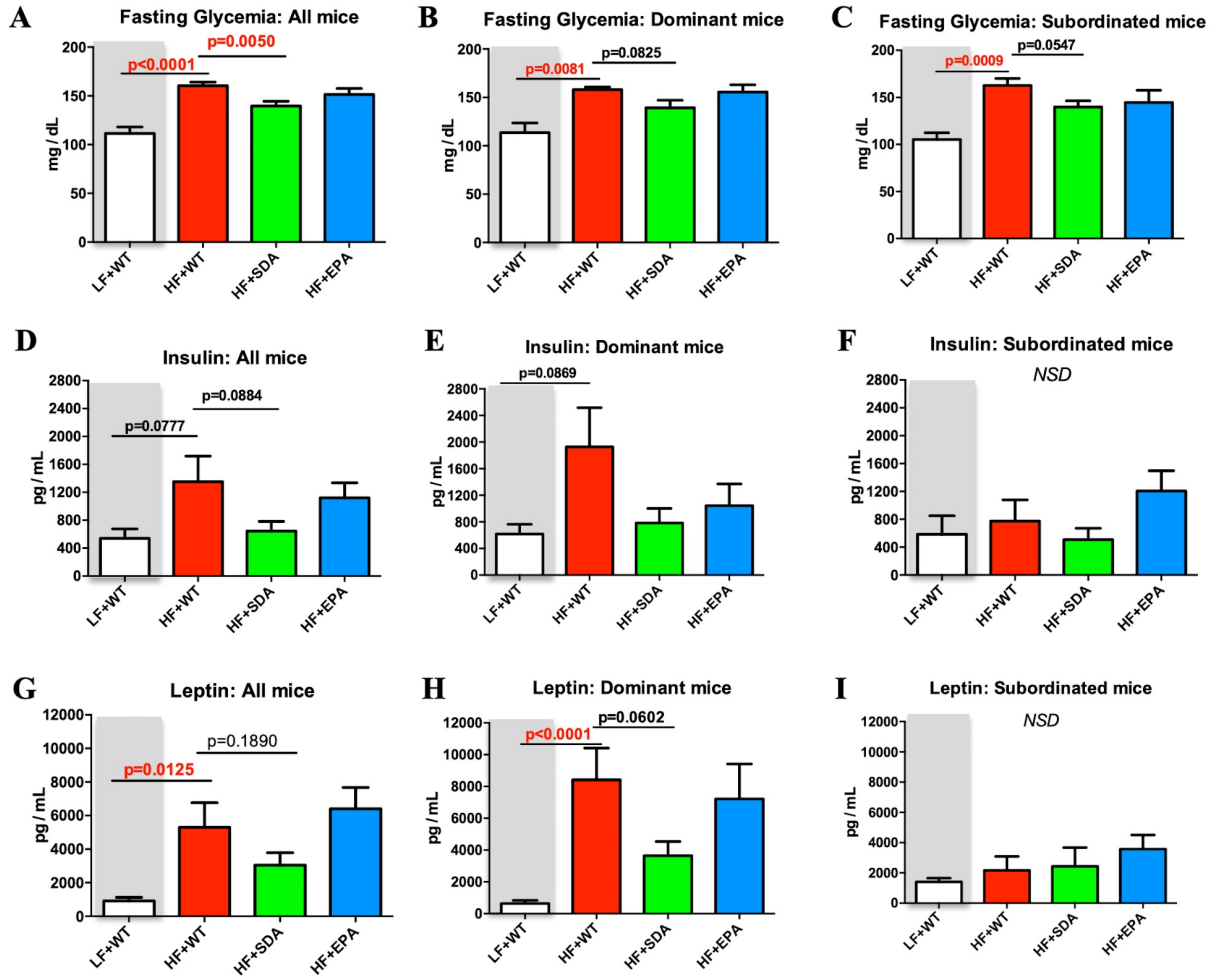 A
Fasting Glycemia: All mice
p=0.0050
p<0.0001
200
150
100
50
0
mg / dL
LF+WT
HF+WT
HF+SDA
HF+EPA
B
Fasting Glycemia: Dominant mice
p=0.0825
p=0.0081
200
150
100
50
0
mg / dL
LF+WT
HF+WT
HF+SDA
HF+EPA
C
Fasting Glycemia: Subordinated mice
p=0.0547
p=0.0009
200
150
100
50
0
mg / dL
LF+WT
HF+WT
HF+SDA
HF+EPA
D
Insulin: All mice
p=0.0884
p=0.0777
2800
2400
2000
1600
1200
800
400
0
pg / mL
LF+WT
HF+WT
HF+SDA
HF+EPA
E
Insulin: Dominant mice
p=0.0869
2800
2400
2000
1600
1200
800
400
0
pg / mL
LF+WT
HF+WT
HF+SDA
HF+EPA
F
Insulin: Subordinated mice
NSD
2800
2400
2000
1600
1200
800
400
0
pg / mL
LF+WT
HF+WT
HF+SDA
HF+EPA
G
Leptin: All mice
p=0.1890
p=0.0125
12000
10000
8000
6000
4000
2000
0
pg / mL
LF+WT
HF+WT
HF+SDA
HF+EPA
H
Leptin: Dominant mice
p=0.0602
p<0.0001
12000
10000
8000
6000
4000
2000
0
pg / mL
LF+WT
HF+WT
HF+SDA
HF+EPA
I
Leptin: Subordinated mice
NSD
12000
10000
8000
6000
4000
2000
0
pg / mL
LF+WT
HF+WT
HF+SDA
HF+EPA